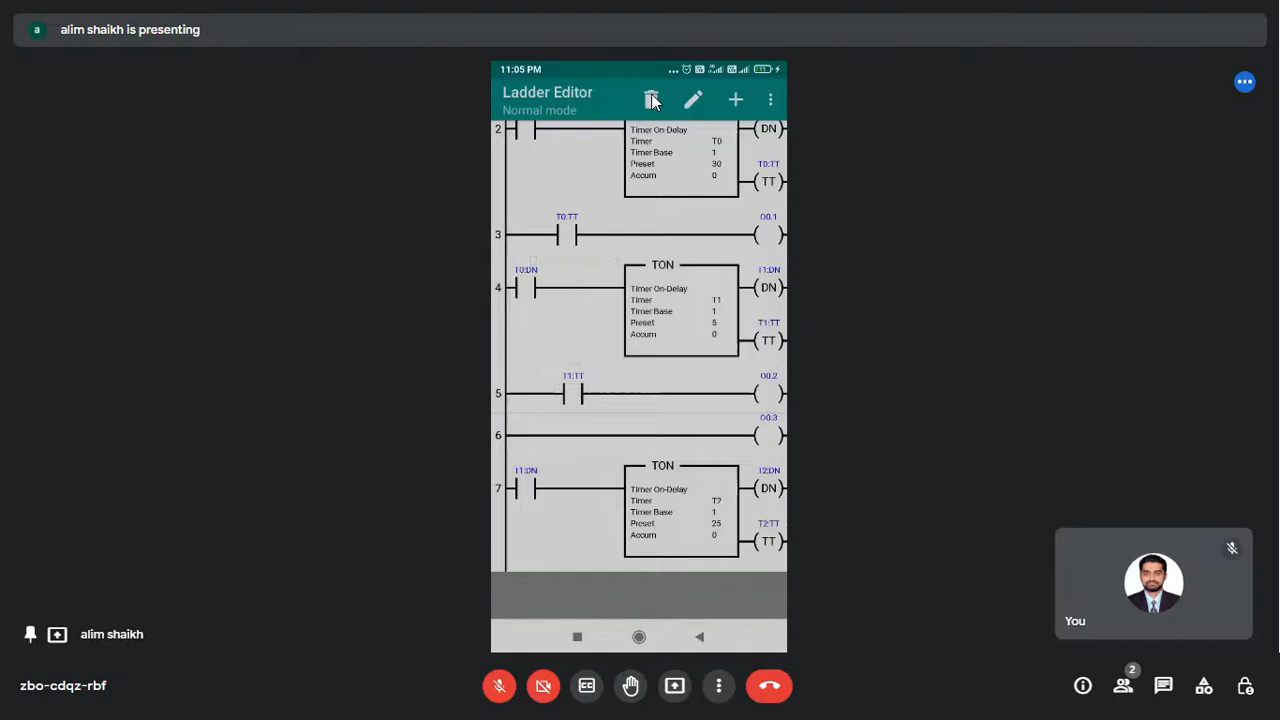 a alim shaikh is presenting
11:05 PM
Ladder Editor
Normal mode
2
DN
Timer On-Delay
Timer T0
Timer Base 1
Preset 30
Accum 0
T0:TT
TT
T0:TT
O0.1
3
T0:DN
TON
T1:DN
4
DN
Timer On-Delay
Timer T1
Timer Base 1
Preset 5
Accum 0
T1:TT
TT
T1:TT
O0.2
5
O0.3
6
T1:DN
TON
T2:DN
7
DN
Timer On-Delay
Timer T2
Timer Base 1
Preset 25
Accum 0
T2:TT
TT
You
alim shaikh
zbo-cdqz-rbf
CC
2